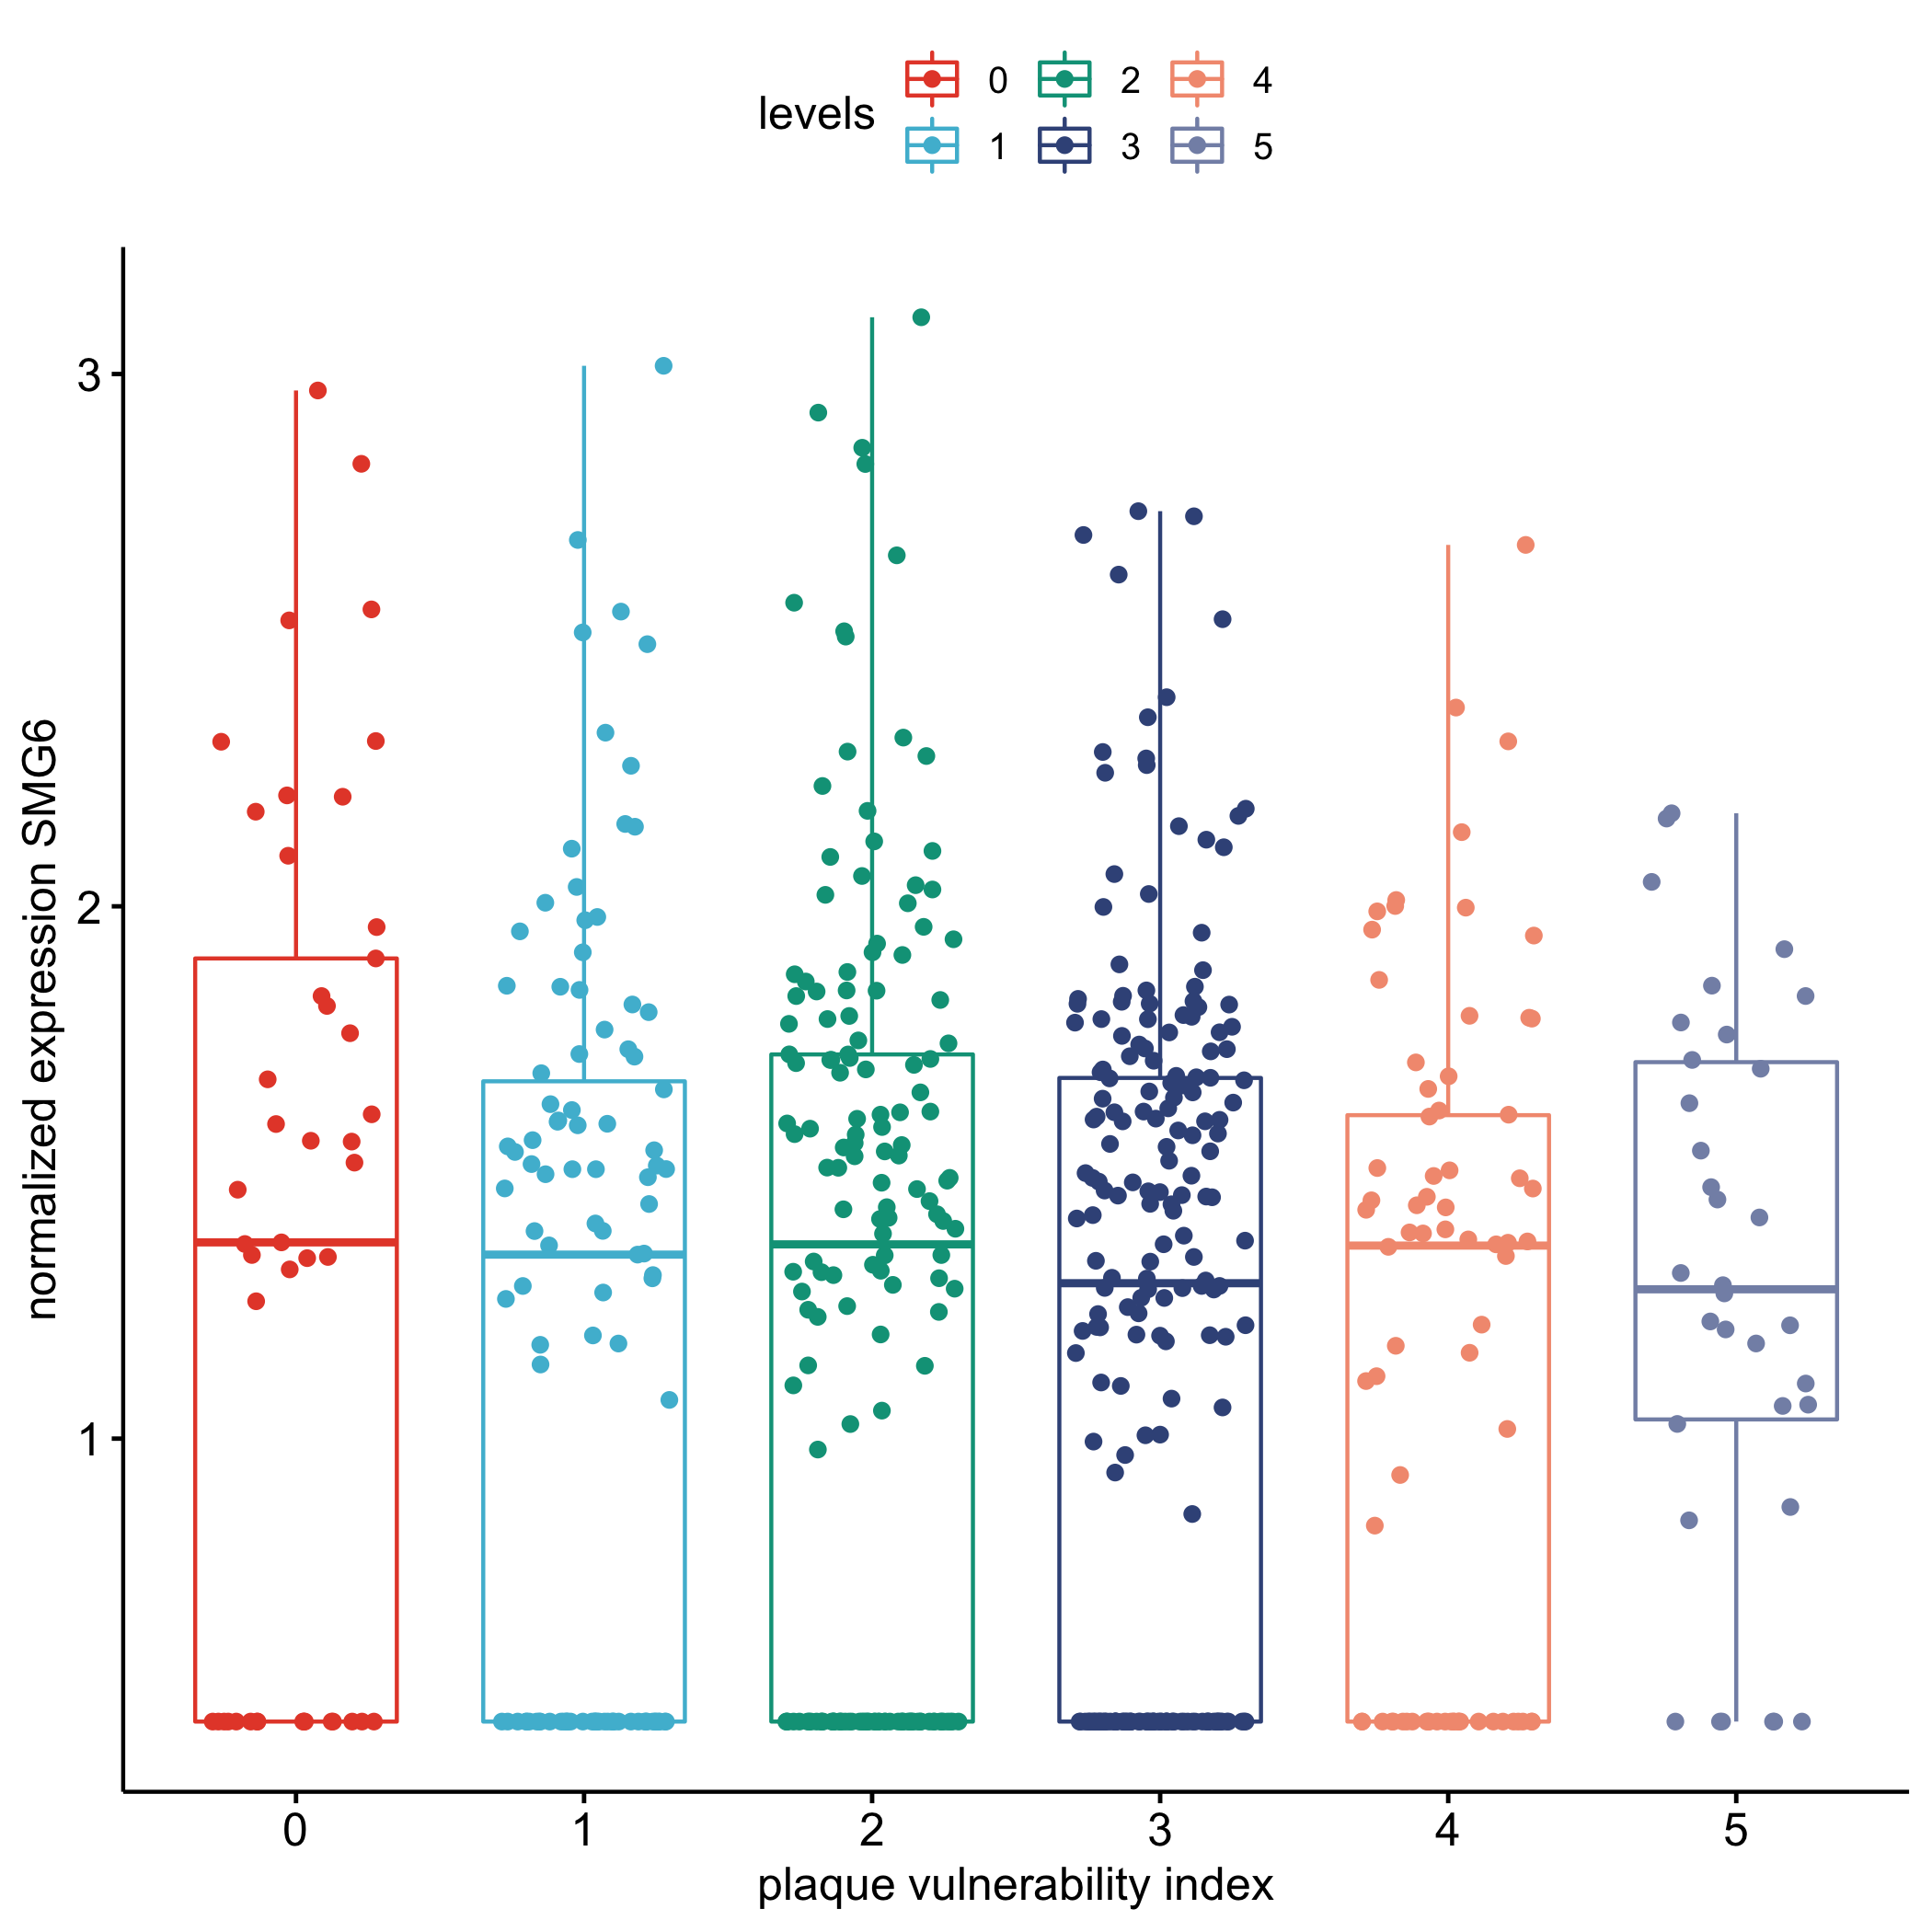 levels
0 2 4
1 3 5
normalized expression SMG6
3
2
1
0 1 2 3 4 5
plaque vulnerability index